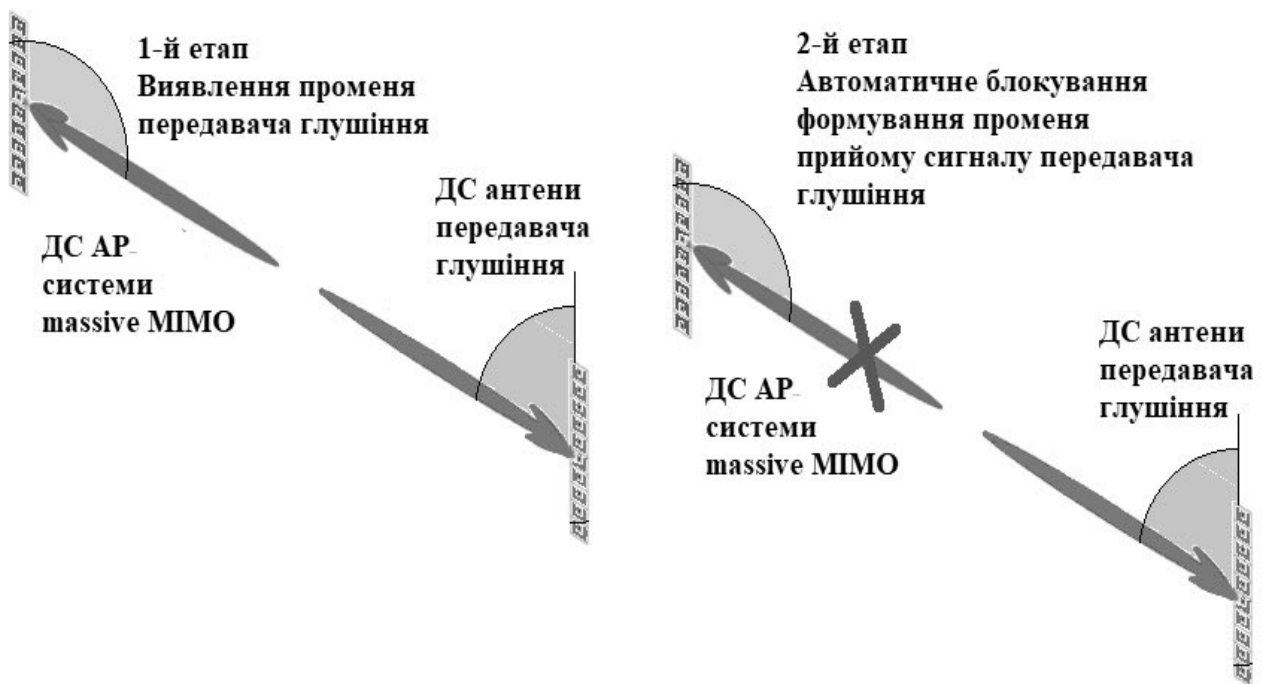 1-й етап
Виявлення променя
передавача глушіння
ДС антени
передавача
глушіння
ДС АР-
системи
massive MIMO
2-й етап
Автоматичне блокування
формування променя
прийому сигналу передавача
глушіння
ДС антени
передавача
глушіння
ДС АР-
системи
massive MIMO